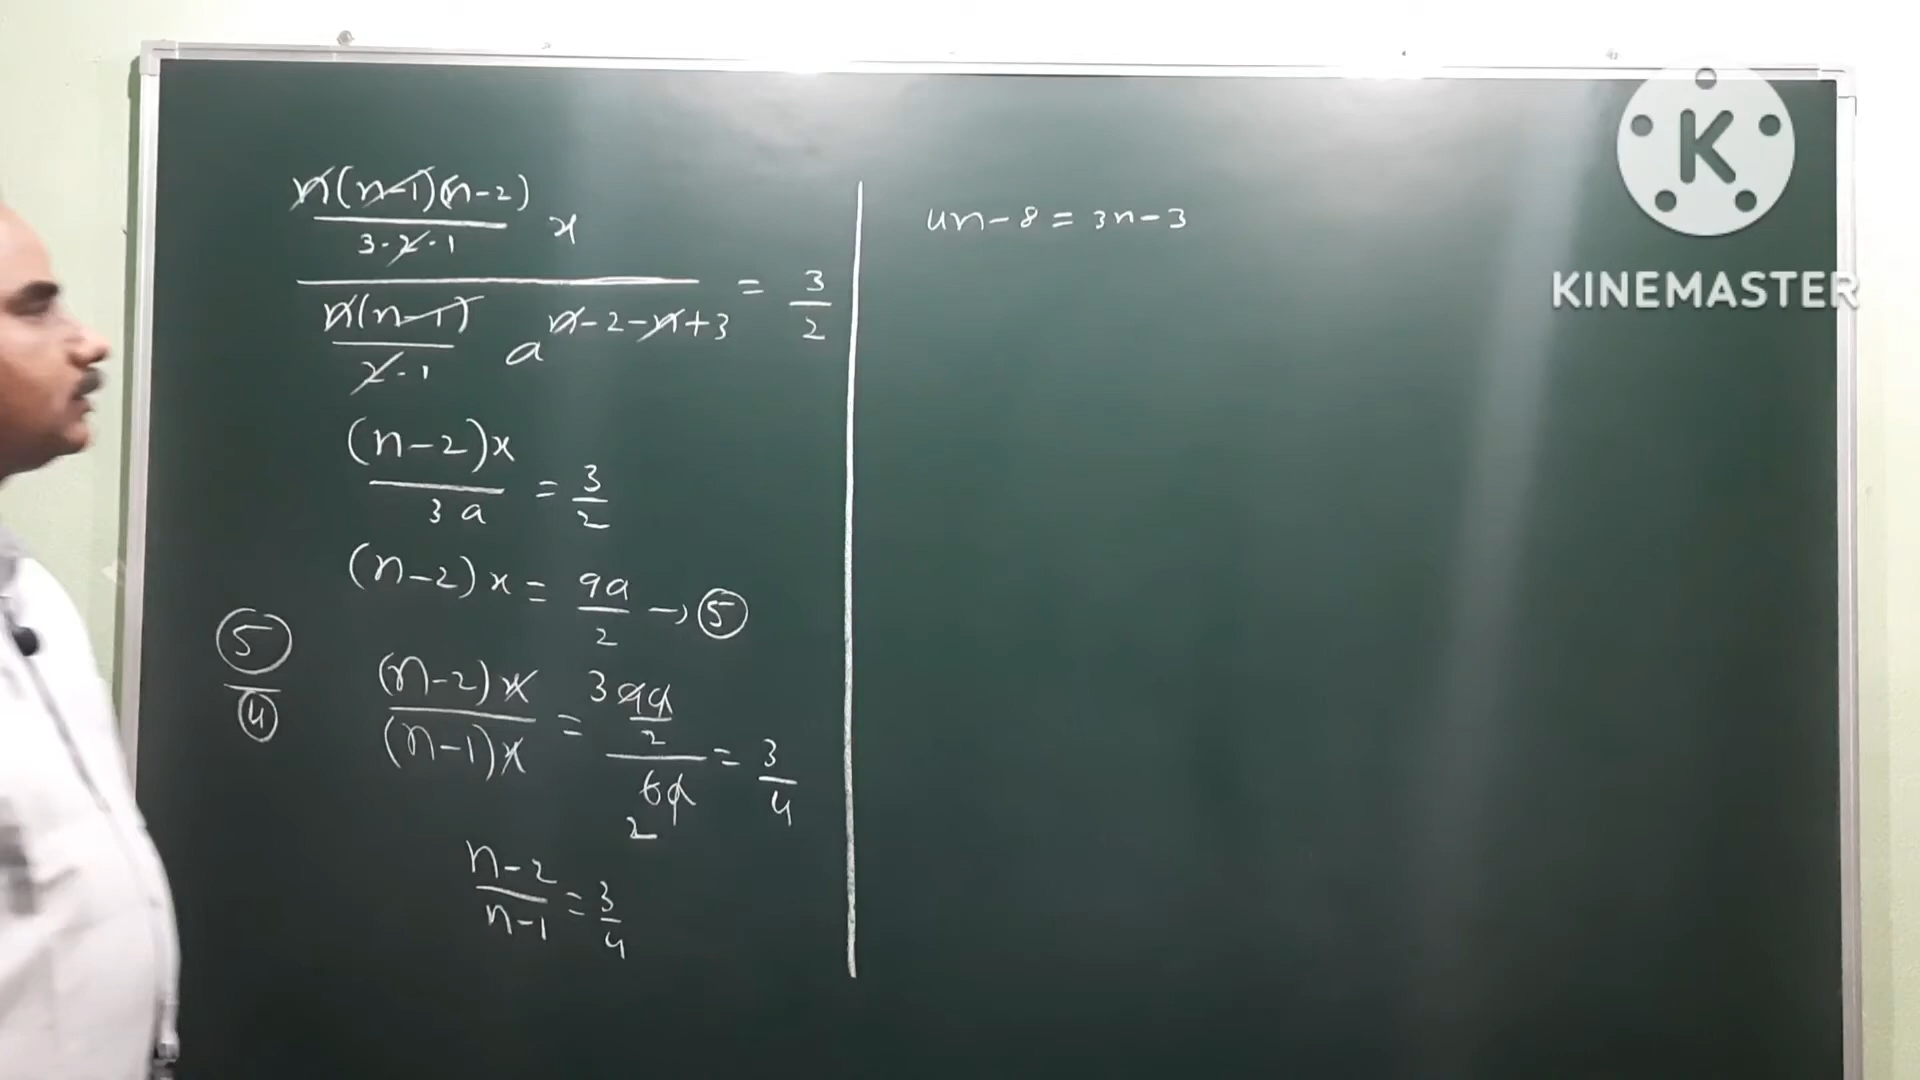 n(n-1)(n-2)
3·2·1 x
= 3
n(n-1)
2·1 a n-2-n+3 2
(n-2)x
3a = 3
2
(n-2)x = 9a
2 → 5
5
4
(n-2)x = 3 9a
(n-1)x 2
6a = 3
2 4
n-2
n-1 = 3
4
4n-8 = 3n-3
K
KINEMASTER